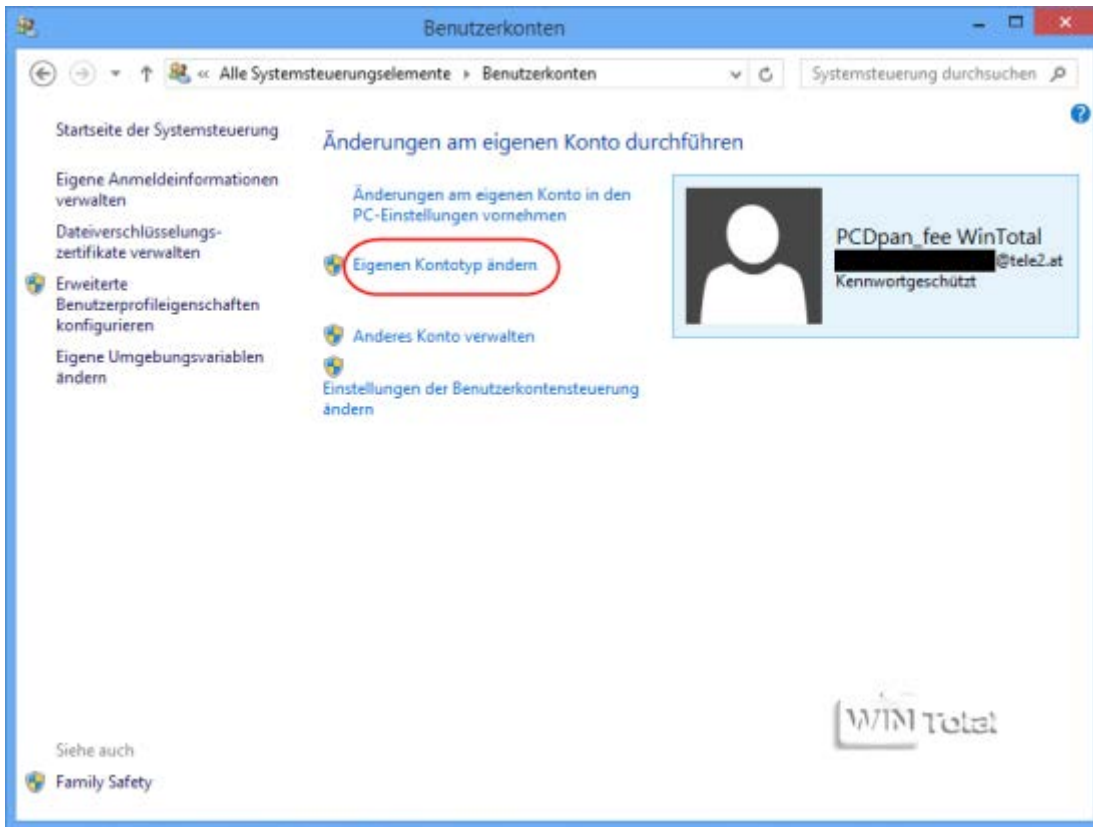 Benutzerkonten
« Alle Systemsteuerungselemente ▸ Benutzerkonten
Systemsteuerung durchsuchen
Startseite der Systemsteuerung
Eigene Anmeldeinformationen
verwalten
Dateiverschlüsselungs-
zertifikate verwalten
Erweiterte
Benutzerprofileigenschaften
konfigurieren
Eigene Umgebungsvariablen
ändern
Änderungen am eigenen Konto durchführen
Änderungen am eigenen Konto in den
PC-Einstellungen vornehmen
Eigenen Kontotyp ändern
Anderes Konto verwalten
Einstellungen der Benutzerkontensteuerung
ändern
PCDpan_fee WinTotal
@tele2.at
Kennwortgeschützt
WIN Total
Siehe auch
Family Safety